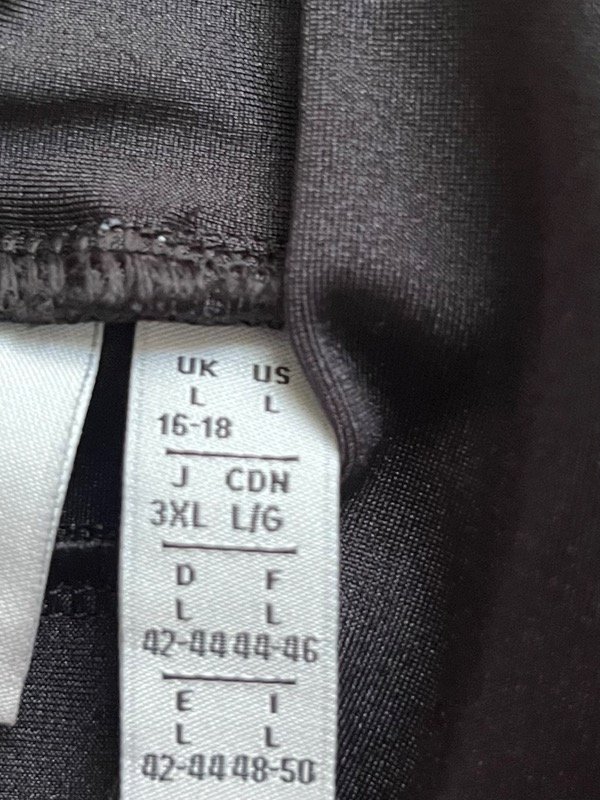 UK US
L L
16-18
J CDN
3XL L/G
D F
L L
42-44 44-46
E I
L L
42-44 48-50